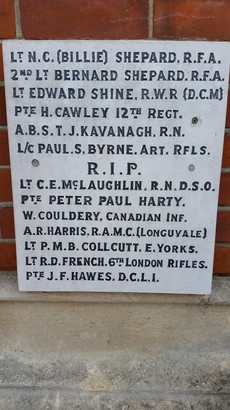 LT N.C.(BILLIE) SHEPARD, R.F.A.
2ND LT BERNARD SHEPARD, R.F.A.
LT EDWARD SHINE, R.W.R (D.C.M)
PTE H. CAWLEY 12TH REGT.
A.B.S. T.J. KAVANAGH, R.N.
L/C PAUL. S. BYRNE. ART. RFLS.
R.I.P.
LT C.E. MCLAUGHLIN, R.N, D.S.O.
PTE PETER PAUL HARTY.
W. COULDERY, CANADIAN INF.
A.R. HARRIS, R.A.M.C. (LONGUVALE)
LT P.M.B. COLLCUTT. E. YORKS.
LT R.D. FRENCH, 6TH LONDON RIFLES.
PTE J.F. HAWES, D.C.L.I.